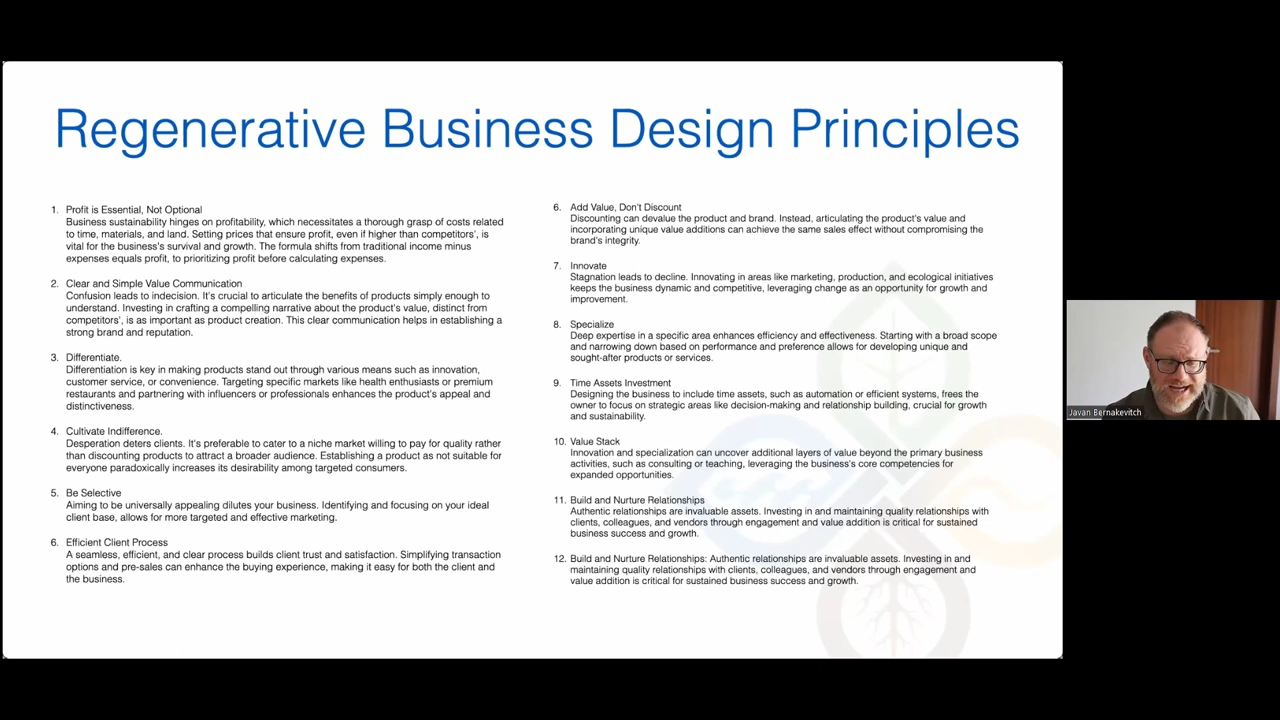 Regenerative Business Design Principles
1. Profit is Essential, Not Optional
Business sustainability hinges on profitability, which necessitates a thorough grasp of costs related
to time, materials, and land. Setting prices that ensure profit, even if higher than competitors', is
vital for the business's survival and growth. The formula shifts from traditional income minus
expenses equals profit, to prioritizing profit before calculating expenses.
2. Clear and Simple Value Communication
Confusion leads to indecision. It's crucial to articulate the benefits of products simply enough to
understand. Investing in crafting a compelling narrative about the product's value, distinct from
competitors', is as important as product creation. This clear communication helps in establishing a
strong brand and reputation.
3. Differentiate.
Differentiation is key in making products stand out through various means such as innovation,
customer service, or convenience. Targeting specific markets like health enthusiasts or premium
restaurants and partnering with influencers or professionals enhances the product's appeal and
distinctiveness.
4. Cultivate Indifference.
Desperation deters clients. It's preferable to cater to a niche market willing to pay for quality rather
than discounting products to attract a broader audience. Establishing a product as not suitable for
everyone paradoxically increases its desirability among targeted consumers.
5. Be Selective
Aiming to be universally appealing dilutes your business. Identifying and focusing on your ideal
client base, allows for more targeted and effective marketing.
6. Efficient Client Process
A seamless, efficient, and clear process builds client trust and satisfaction. Simplifying transaction
options and pre-sales can enhance the buying experience, making it easy for both the client and
the business.
6. Add Value, Don't Discount
Discounting can devalue the product and brand. Instead, articulating the product's value and
incorporating unique value additions can achieve the same sales effect without compromising the
brand's integrity.
7. Innovate
Stagnation leads to decline. Innovating in areas like marketing, production, and ecological initiatives
keeps the business dynamic and competitive, leveraging change as an opportunity for growth and
improvement.
8. Specialize
Deep expertise in a specific area enhances efficiency and effectiveness. Starting with a broad scope
and narrowing down based on performance and preference allows for developing unique and
sought-after products or services.
9. Time Assets Investment
Designing the business to include time assets, such as automation or efficient systems, frees the
owner to focus on strategic areas like decision-making and relationship building, crucial for growth
and sustainability.
10. Value Stack
Innovation and specialization can uncover additional layers of value beyond the primary business
activities, such as consulting or teaching, leveraging the business's core competencies for
expanded opportunities.
11. Build and Nurture Relationships
Authentic relationships are invaluable assets. Investing in and maintaining quality relationships with
clients, colleagues, and vendors through engagement and value addition is critical for sustained
business success and growth.
12. Build and Nurture Relationships: Authentic relationships are invaluable assets. Investing in and
maintaining quality relationships with clients, colleagues, and vendors through engagement and
value addition is critical for sustained business success and growth.
Javan Bernakevitch